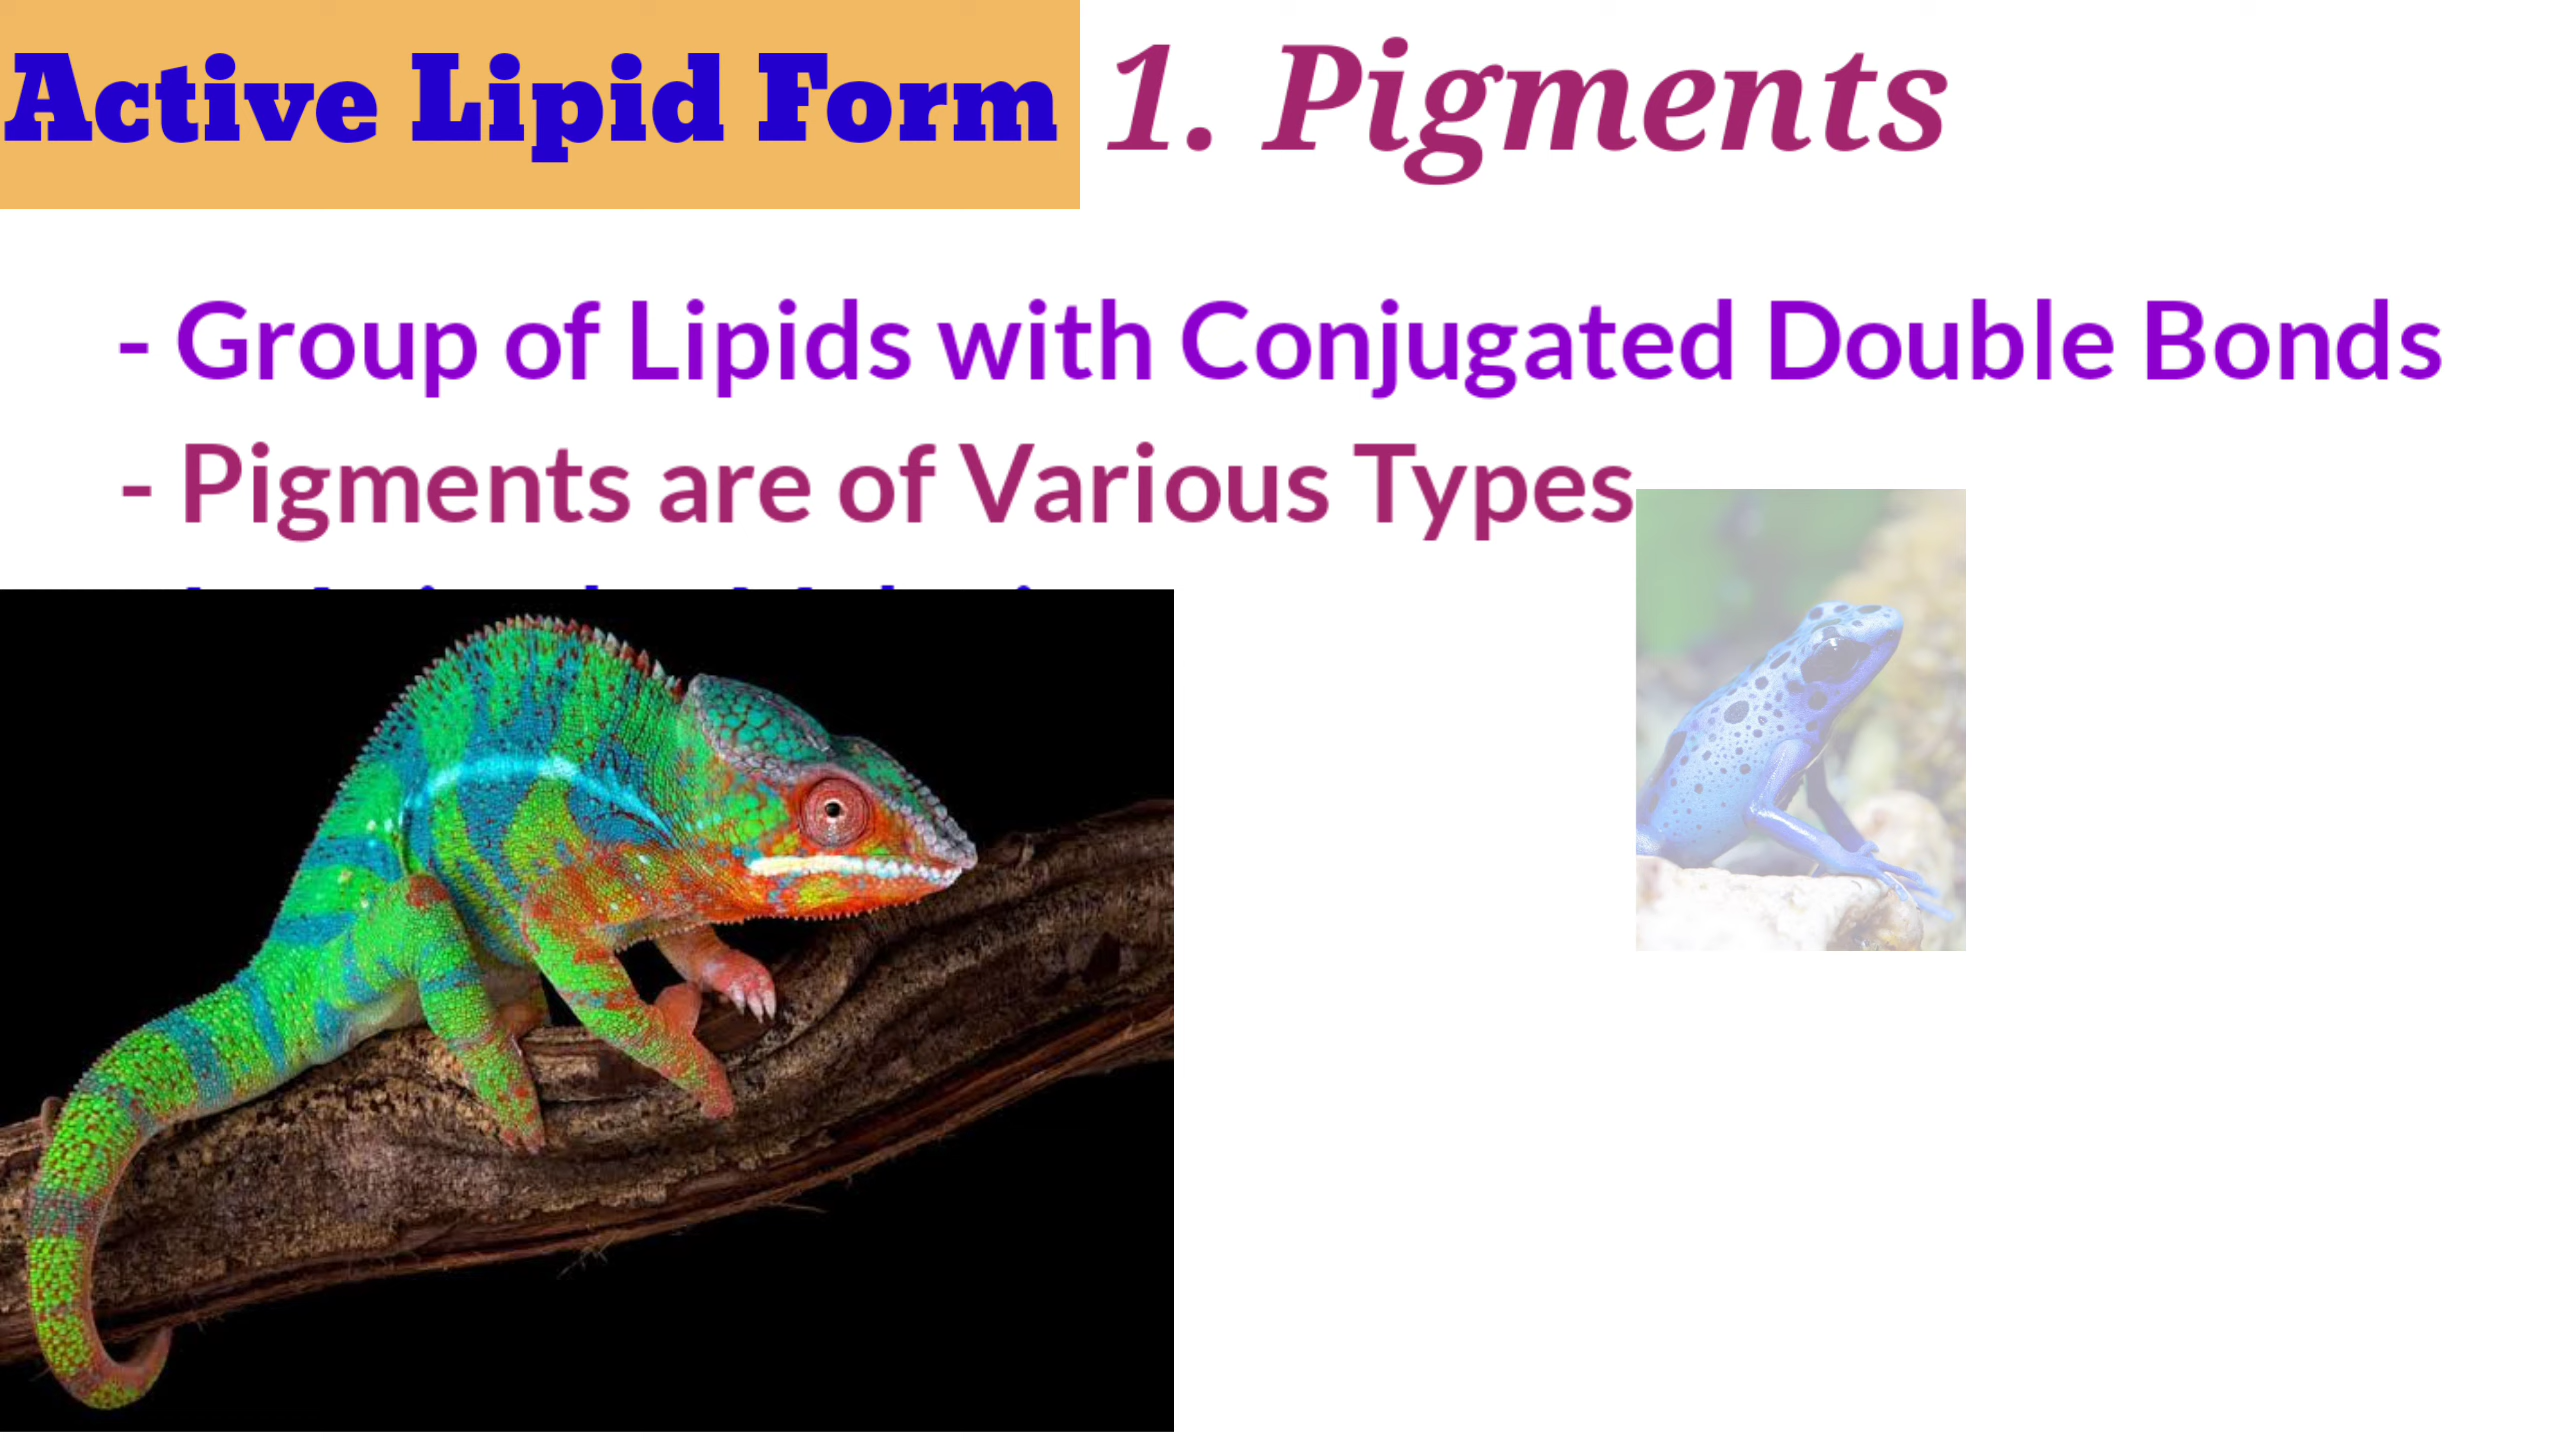 Active Lipid Form 1. Pigments
- Group of Lipids with Conjugated Double Bonds
- Pigments are of Various Types